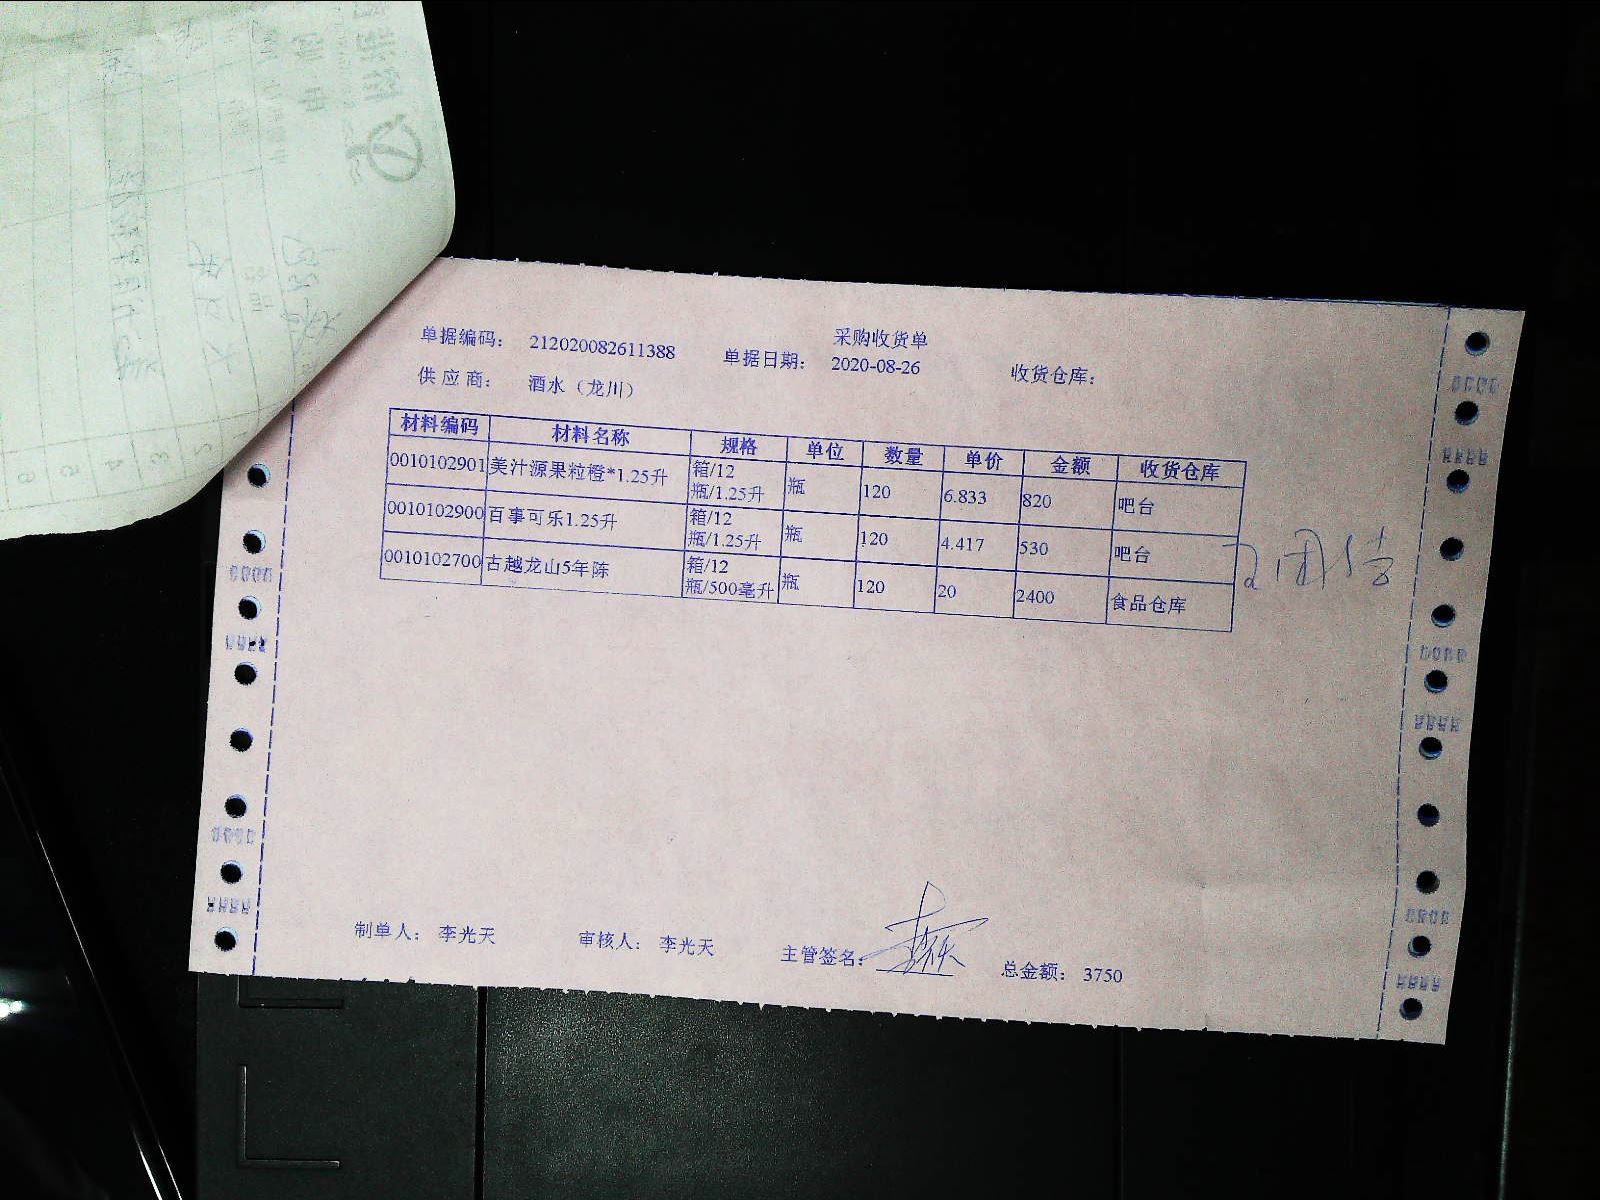 采购收货单
单据编码： 212020082611388 单据日期： 2020-08-26 收货仓库：
供 应 商： 酒水（龙川）
材料编码 材料名称 规格 单位 数量 单价 金额 收货仓库
0010102901 美汁源果粒橙*1.25升 箱/12瓶/1.25升 瓶 120 6.833 820 吧台
0010102900 百事可乐1.25升 箱/12瓶/1.25升 瓶 120 4.417 530 吧台
0010102700 古越龙山5年陈 箱/12瓶/500毫升 瓶 120 20 2400 食品仓库
制单人： 李光天 审核人： 李光天 主管签名： 总金额： 3750